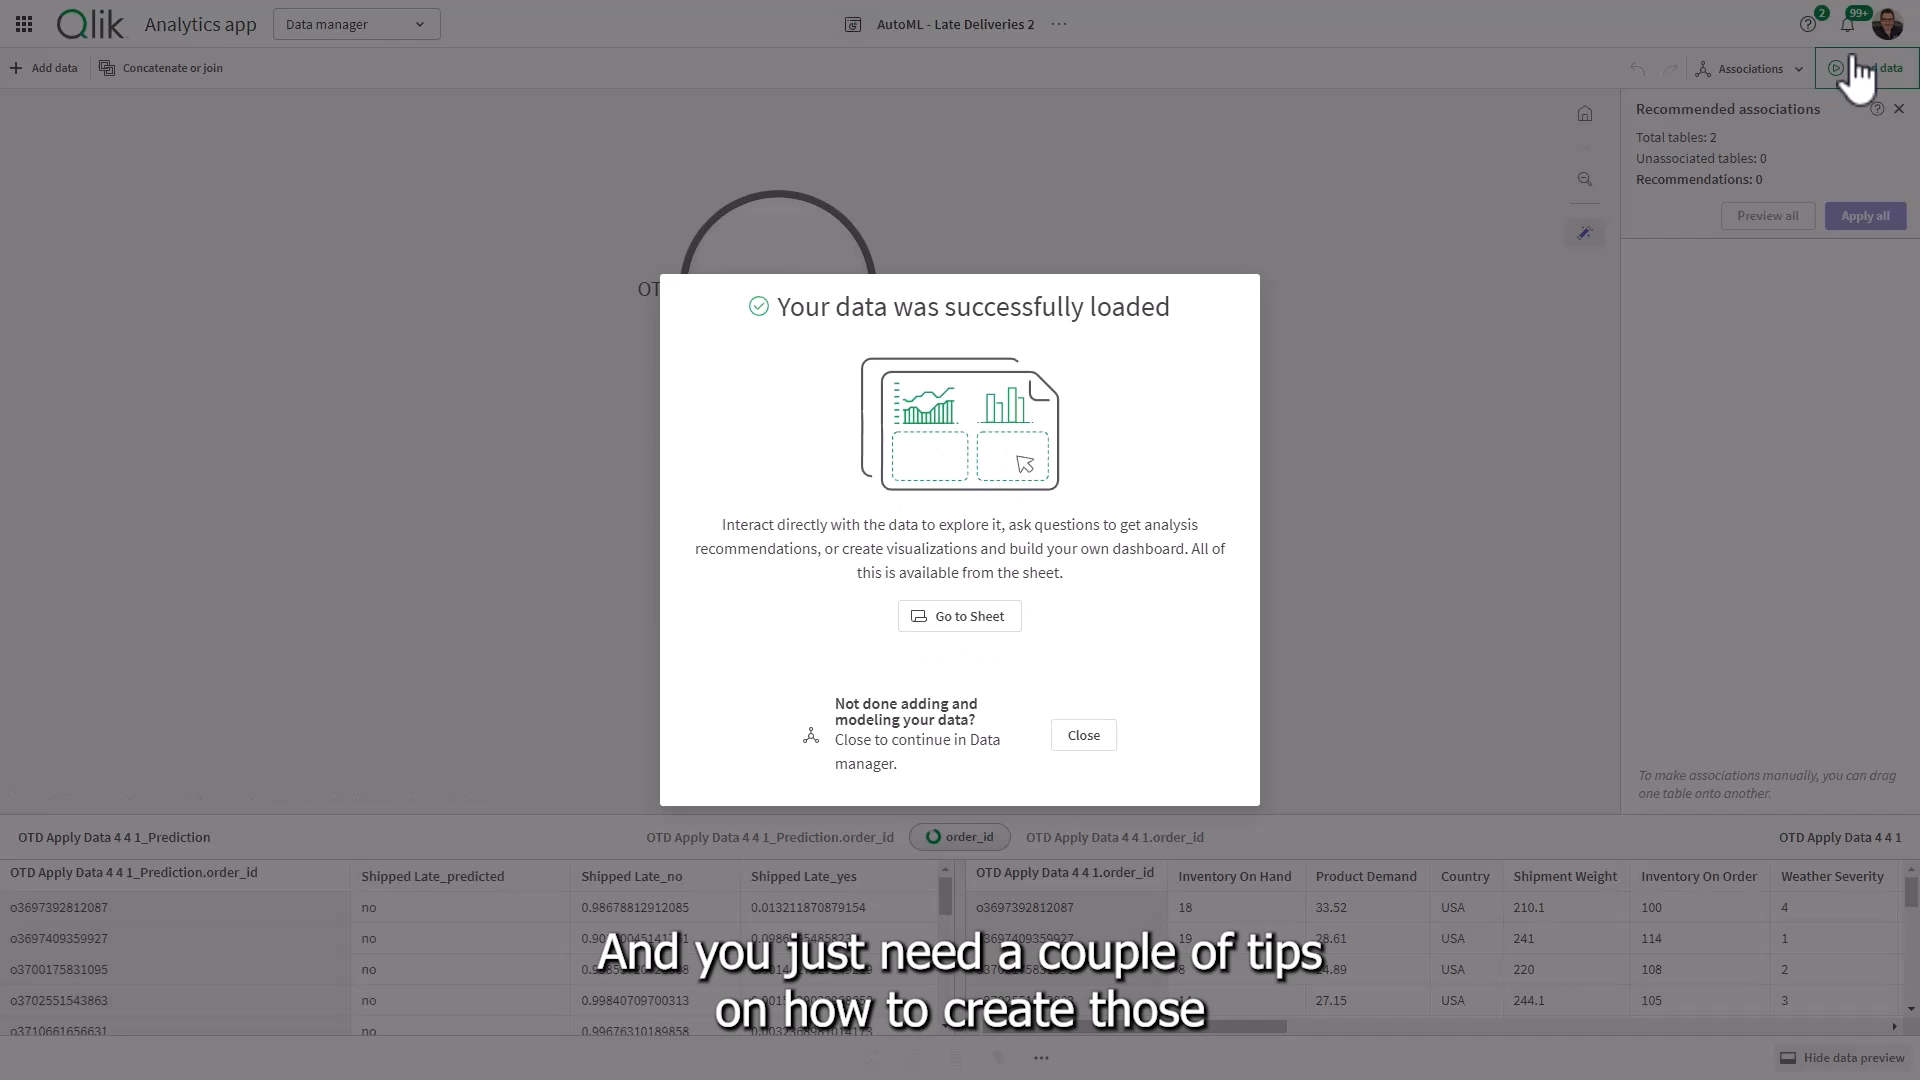 Qlik
Analytics app
Data manager
AutoML - Late Deliveries 2
2
99+
Add data
Concatenate or join
Associations
data
Recommended associations
Total tables: 2
Unassociated tables: 0
Recommendations: 0
Preview all
Apply all
OT
Your data was successfully loaded
Interact directly with the data to explore it, ask questions to get analysis
recommendations, or create visualizations and build your own dashboard. All of
this is available from the sheet.
Go to Sheet
Not done adding and
modeling your data?
Close to continue in Data
manager.
Close
To make associations manually, you can drag
one table onto another.
OTD Apply Data 4 4 1_Prediction
OTD Apply Data 4 4 1_Prediction.order_id
order_id
OTD Apply Data 4 4 1.order_id
OTD Apply Data 4 4 1
OTD Apply Data 4 4 1_Prediction.order_id Shipped Late_predicted Shipped Late_no Shipped Late_yes
o3697392812087 no 0.98678812912085 0.013211870879154
o3697409359927 no
o3700175831095 no
o3702551543863 no 0.99840709700313
o3710661656631 no 0.99676310189858
OTD Apply Data 4 4 1.order_id Inventory On Hand Product Demand Country Shipment Weight Inventory On Order Weather Severity
o3697392812087 18 33.52 USA 210.1 100 4
19 28.61 USA 241 114 1
USA 220 108 2
27.15 USA 244.1 105 3
And you just need a couple of tips
on how to create those
Hide data preview